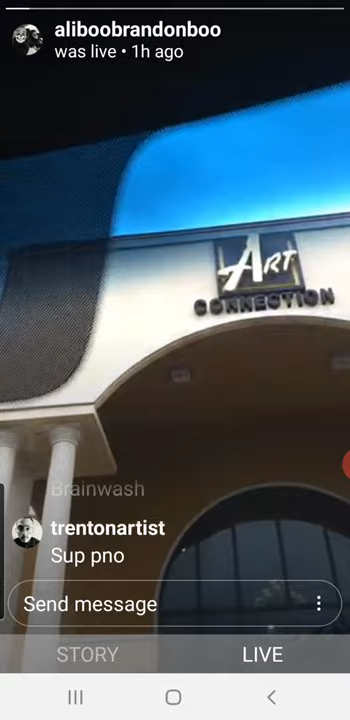 aliboobrandonboo
was live • 1h ago
ART
CONNECTION
Brainwash
trentonartist
Sup pno
Send message
STORY
LIVE